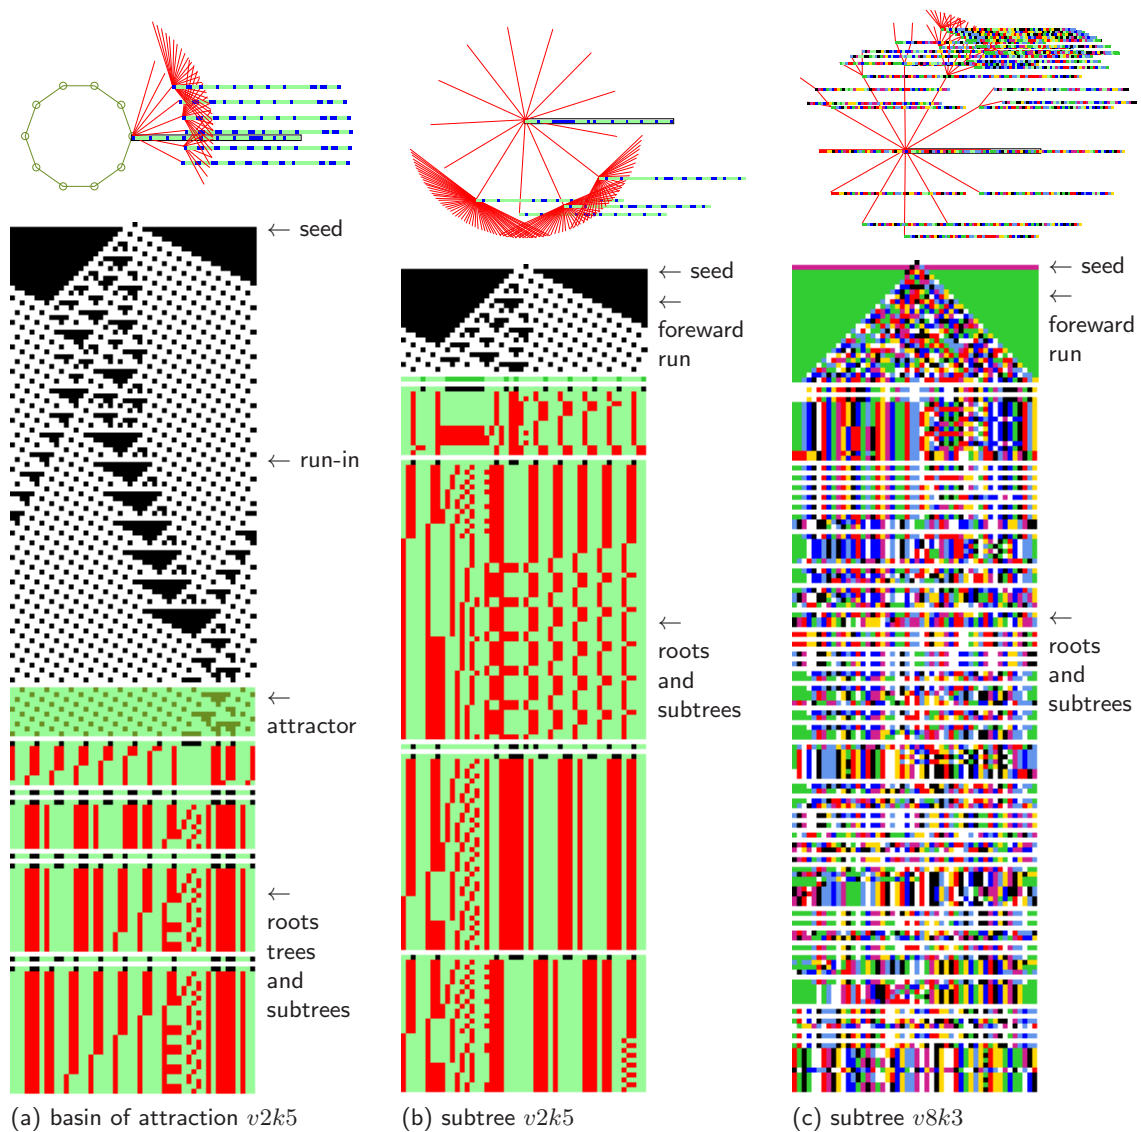 ← seed
← run-in
←
attractor
←
roots
trees
and
subtrees
(a) basin of attraction v2k5
← seed
←
foreward
run
←
roots
and
subtrees
(b) subtree v2k5
← seed
←
foreward
run
←
roots
and
subtrees
(c) subtree v8k3